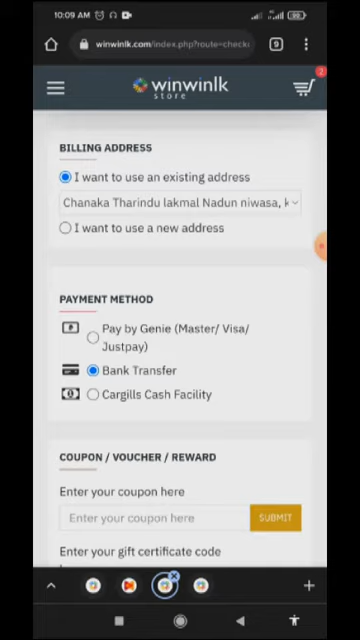 10:09 AM
winwinlk.com/index.php?route=check
9
winwinlk
store
2
BILLING ADDRESS
I want to use an existing address
Chanaka Tharindu lakmal Nadun niwasa, k
I want to use a new address
PAYMENT METHOD
Pay by Genie (Master/ Visa/
Justpay)
Bank Transfer
Cargills Cash Facility
COUPON / VOUCHER / REWARD
Enter your coupon here
Enter your coupon here
SUBMIT
Enter your gift certificate code